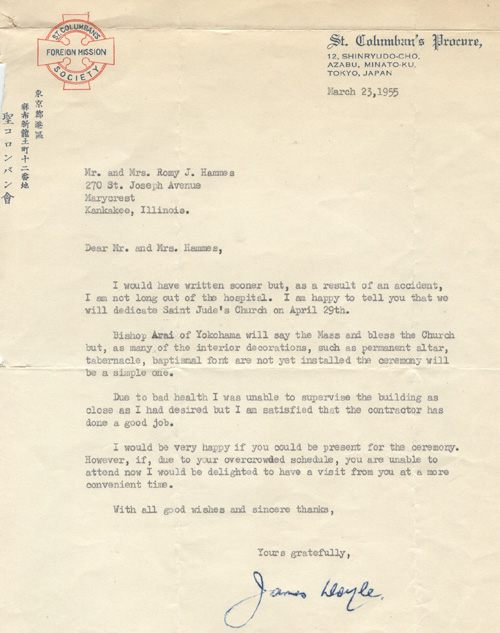 ST. COLUMBAN'S
FOREIGN MISSION
SOCIETY
St. Columban's Procure,
12, SHINRYUDO-CHO,
AZABU, MINATO-KU,
TOKYO, JAPAN
March 23,1955
東京都港區
麻布新龍土町十二番地
聖コロンバン會
Mr. and Mrs. Romy J. Hammes
270 St. Joseph Avenue
Marycrest
Kankakee, Illinois.
Dear Mr. and Mrs. Hammes,
I would have written sooner but, as a result of an accident,
I am not long out of the hospital. I am happy to tell you that we
will dedicate Saint Jude's Church on April 29th.
Bishop Arai of Yokohama will say the Mass and bless the Church
but, as many of the interior decorations, such as permanent altar,
tabernacle, baptismal font are not yet installed the ceremony will
be a simple one.
Due to bad health I was unable to supervise the building as
close as I had desired but I am satisfied that the contractor has
done a good job.
I would be very happy if you could be present for the ceremony.
However, if, due to your overcrowded schedule, you are unable to
attend now I would be delighted to have a visit from you at a more
convenient time.
With all good wishes and sincere thanks,
Yours gratefully,
James Doyle.